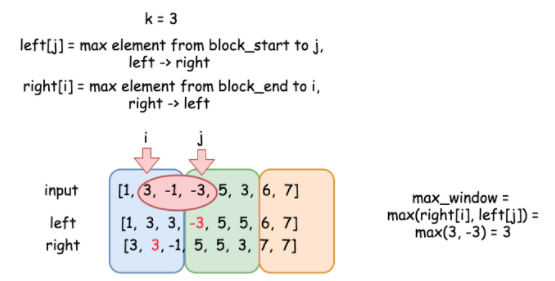 k = 3
left[j] = max element from block_start to j,
left -> right
right[i] = max element from block_end to i,
right -> left
i j
input [1, 3, -1, -3, 5, 3, 6, 7]
left [1, 3, 3, -3, 5, 5, 6, 7]
right [3, 3, -1, 5, 5, 3, 7, 7]
max_window =
max(right[i], left[j]) =
max(3, -3) = 3